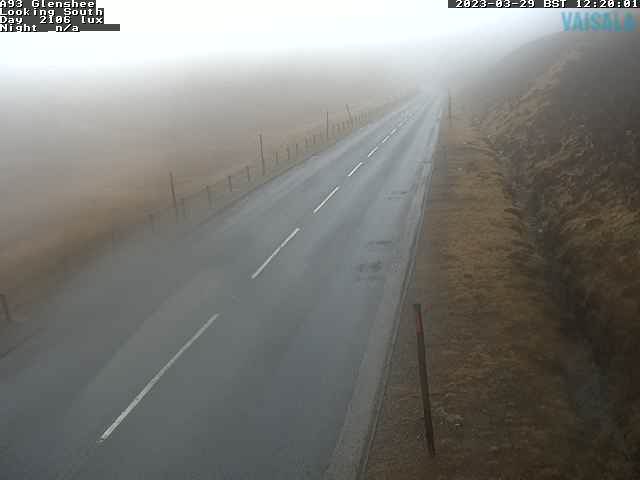 A93 Glenshee
2023-03-29 BST 12:20:01
Looking South
Day 2106 lux
Night n/a
VAISALA